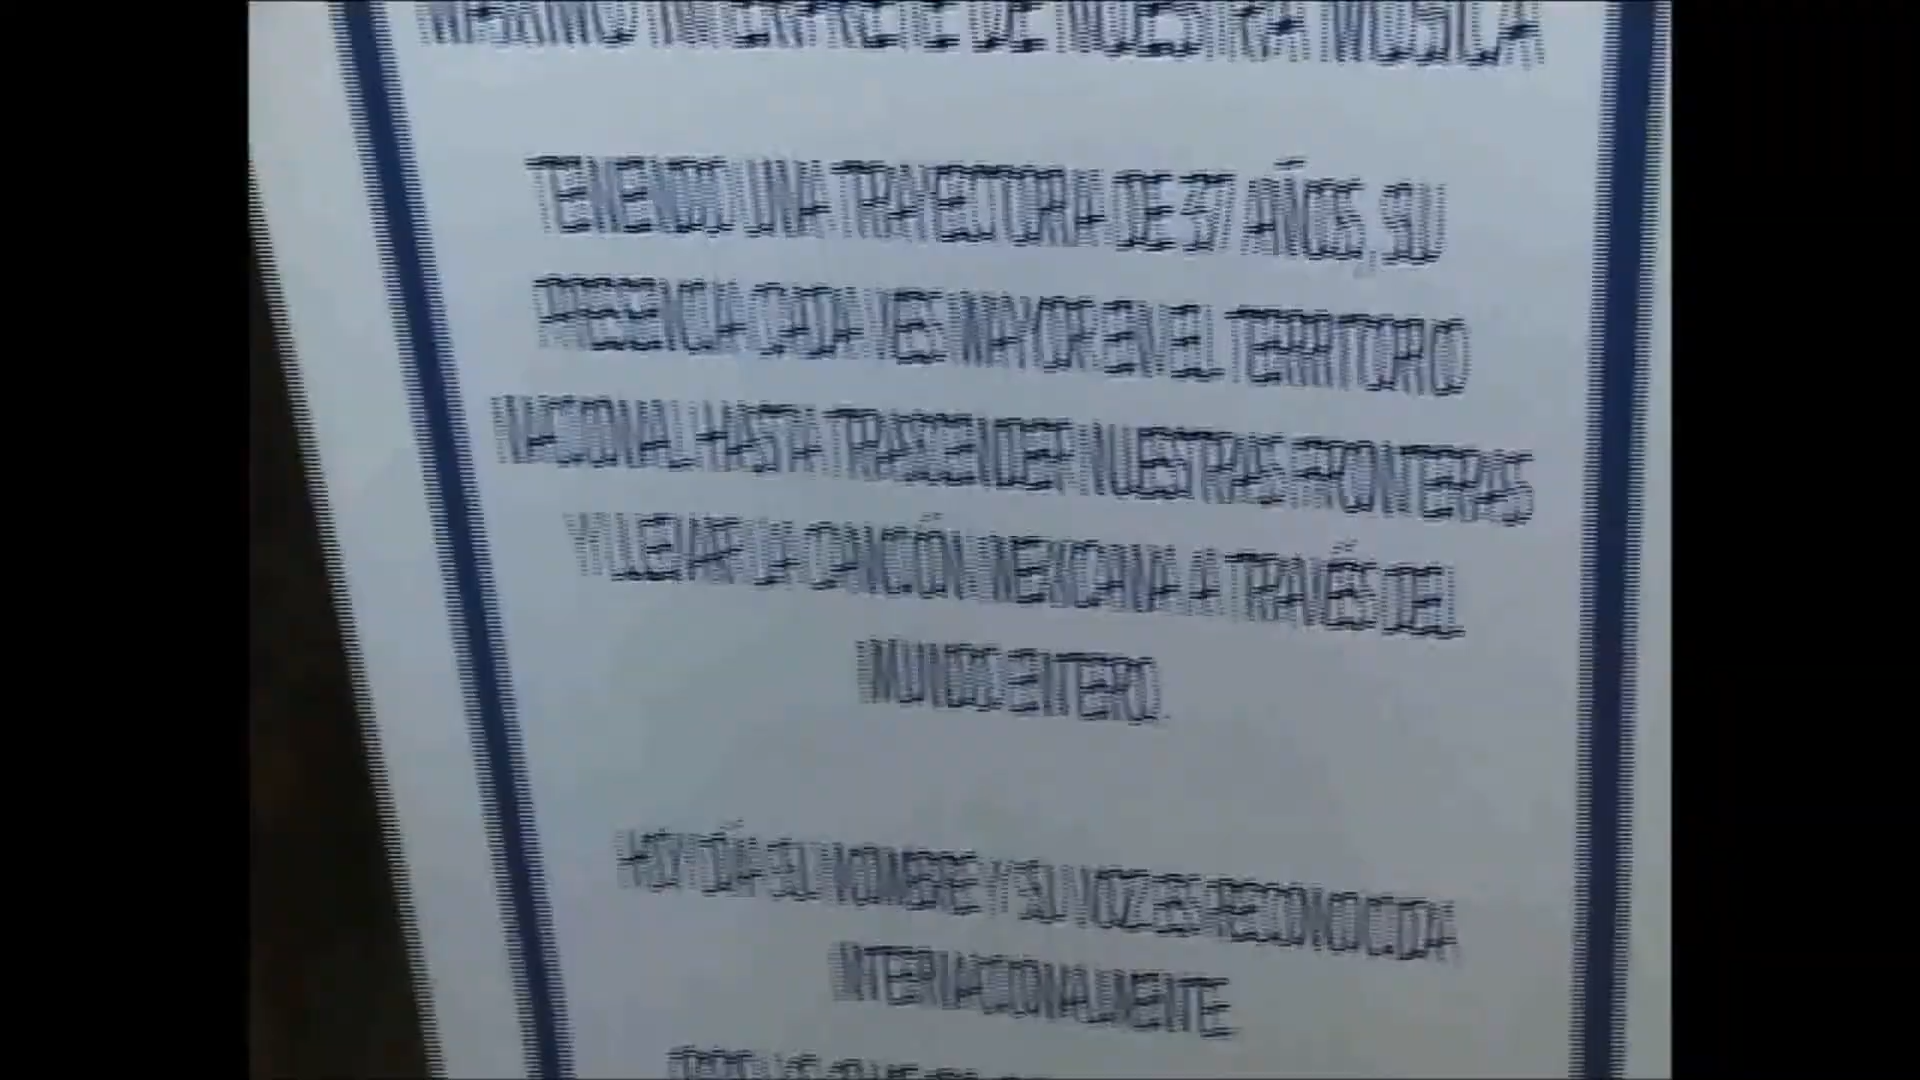 MÁXIMO INTÉRPRETE DE NUESTRA MÚSICA
TENIENDO UNA TRAYECTORIA DE 37 AÑOS, SU
PRESENCIA CADA VES MAYOR EN EL TERRITORIO
NACIONAL HASTA TRASCENDER NUESTRAS FRONTERAS
Y LLEVAR LA CANCIÓN MEXICANA A TRAVÉS DEL
MUNDO ENTERO.
HOY DÍA SU NOMBRE Y SU VOZ ES RECONOCIDA
INTERNACIONALMENTE